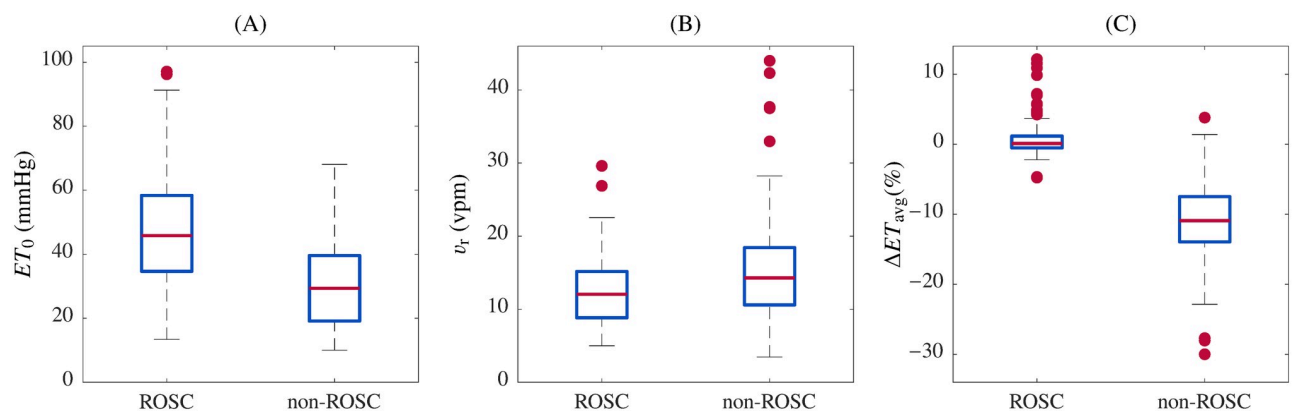 (A)
ET0 (mmHg)
100
80
60
40
20
0
ROSC non-ROSC
(B)
vr (vpm)
40
30
20
10
0
ROSC non-ROSC
(C)
ΔETavg(%)
10
0
−10
−20
−30
ROSC non-ROSC